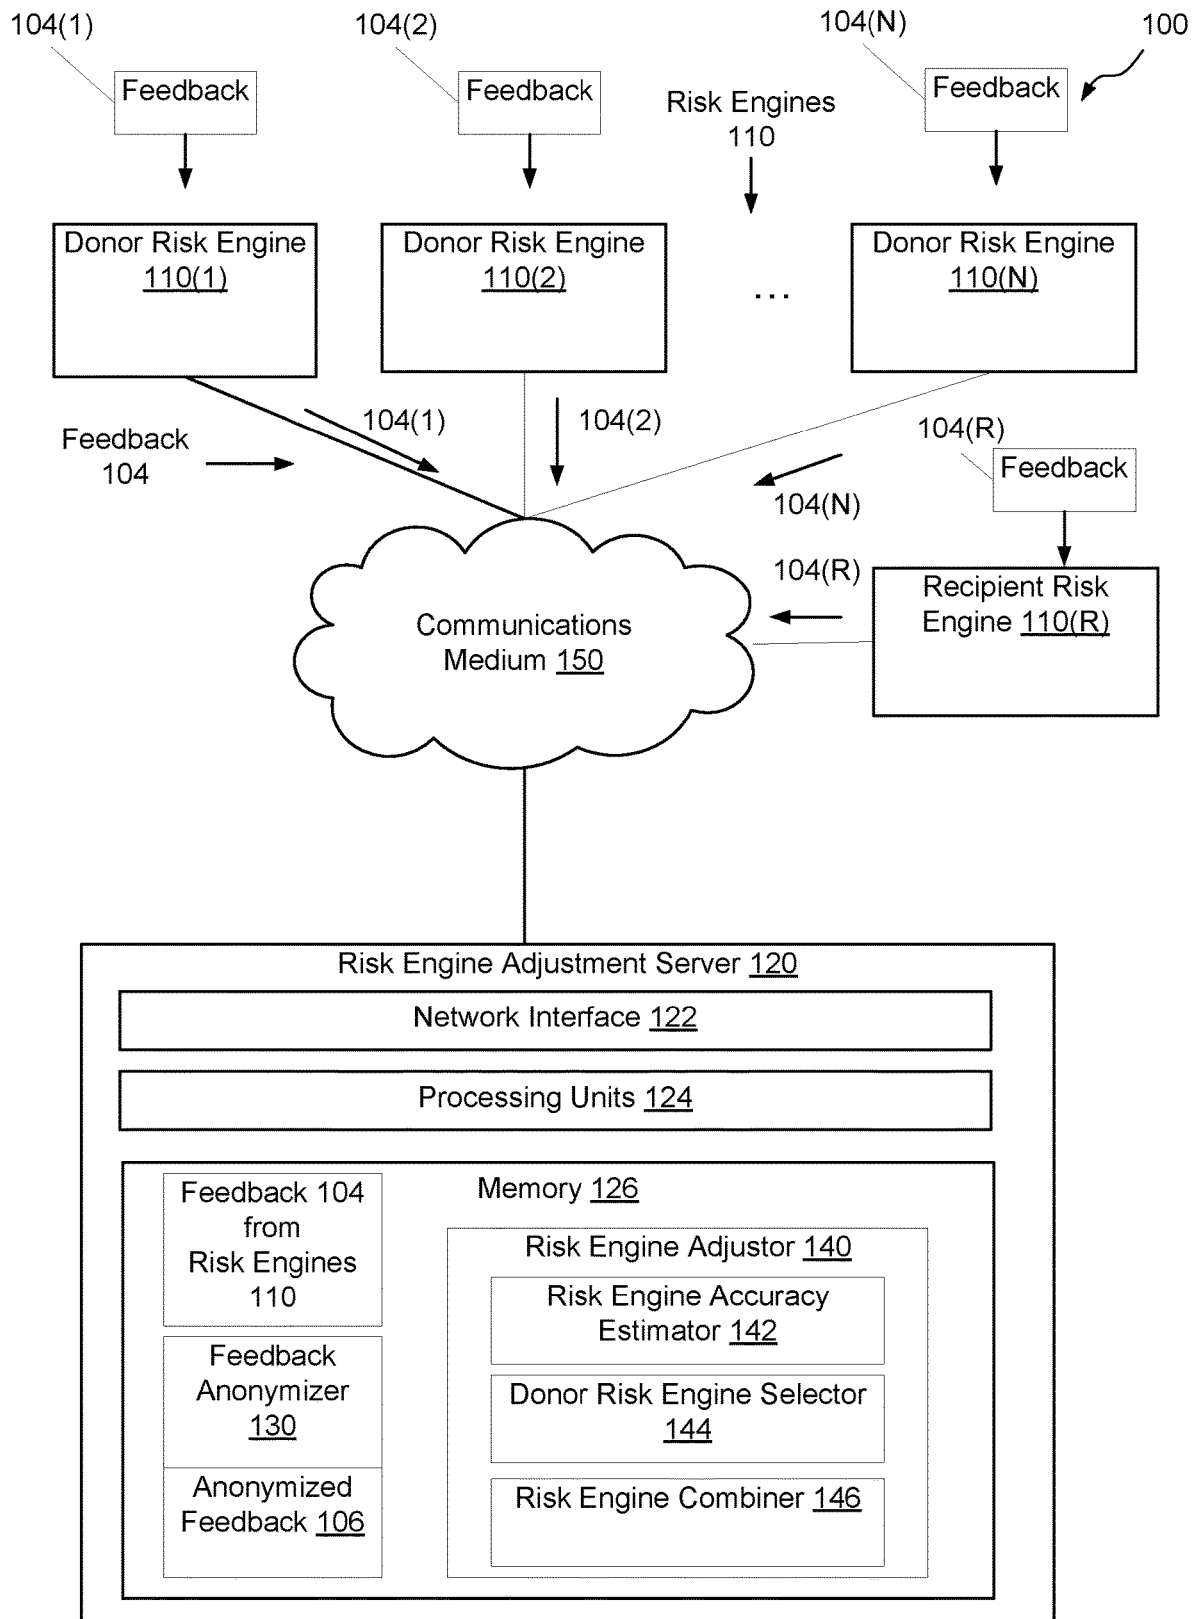 104(1)
104(2)
104(N)
100
Feedback
Feedback
Feedback
Risk Engines
110
Donor Risk Engine
110(1)
Donor Risk Engine
110(2)
...
Donor Risk Engine
110(N)
104(1)
104(2)
Feedback
104
104(N)
104(R)
Feedback
104(R)
Recipient Risk
Engine 110(R)
Communications
Medium 150
Risk Engine Adjustment Server 120
Network Interface 122
Processing Units 124
Memory 126
Feedback 104
from
Risk Engines
110
Feedback
Anonymizer
130
Anonymized
Feedback 106
Risk Engine Adjustor 140
Risk Engine Accuracy
Estimator 142
Donor Risk Engine Selector
144
Risk Engine Combiner 146